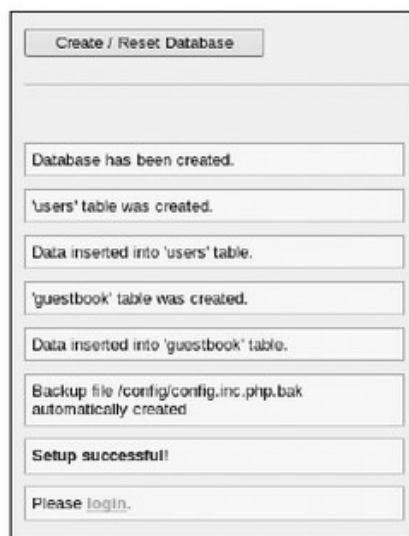 Create / Reset Database
Database has been created.
'users' table was created.
Data inserted into 'users' table.
'guestbook' table was created.
Data inserted into 'guestbook' table.
Backup file /config/config.inc.php.bak
automatically created
Setup successful!
Please login.